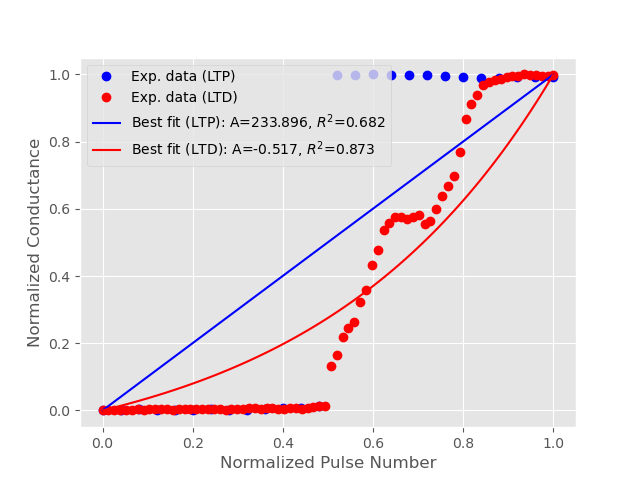 Exp. data (LTP)
Exp. data (LTD)
Best fit (LTP): A=233.896, R²=0.682
Best fit (LTD): A=-0.517, R²=0.873
1.0
0.8
0.6
0.4
0.2
0.0
Normalized Conductance
0.0 0.2 0.4 0.6 0.8 1.0
Normalized Pulse Number